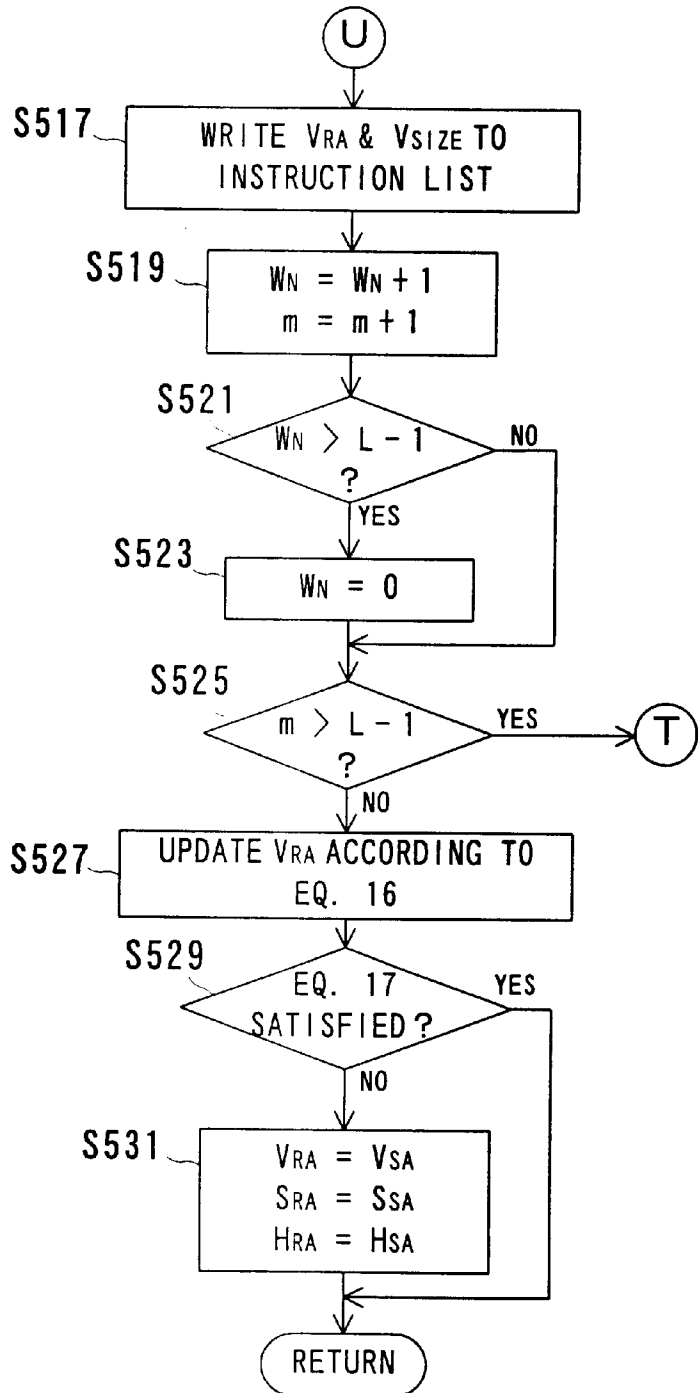 U
S517
WRITE VRA & VSIZE TO
INSTRUCTION LIST
S519
WN = WN + 1
m = m + 1
S521
WN > L - 1
?
NO
YES
S523
WN = 0
S525
m > L - 1
?
YES
T
NO
S527
UPDATE VRA ACCORDING TO
EQ. 16
S529
EQ. 17
SATISFIED?
YES
NO
S531
VRA = VSA
SRA = SSA
HRA = HSA
RETURN